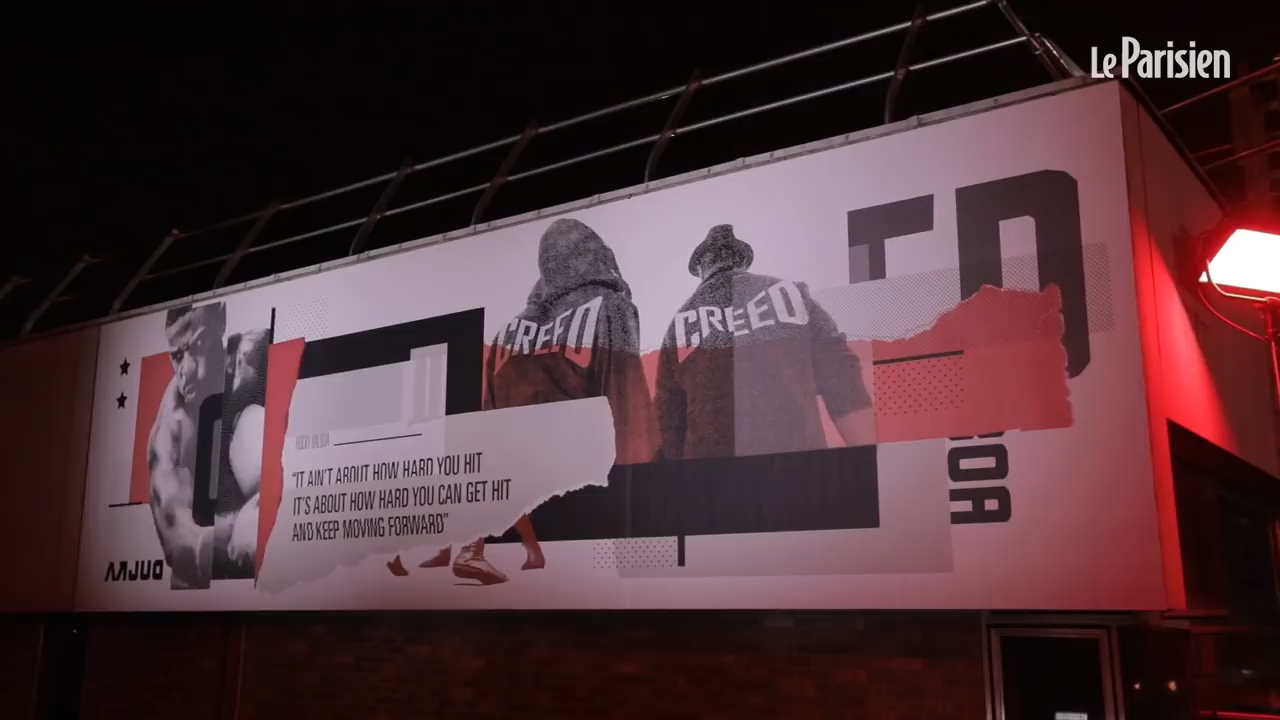 Le Parisien
CREED
CREED
ROCKY BALBOA
"IT AIN'T ABOUT HOW HARD YOU HIT
IT'S ABOUT HOW HARD YOU CAN GET HIT
AND KEEP MOVING FORWARD"
BOA